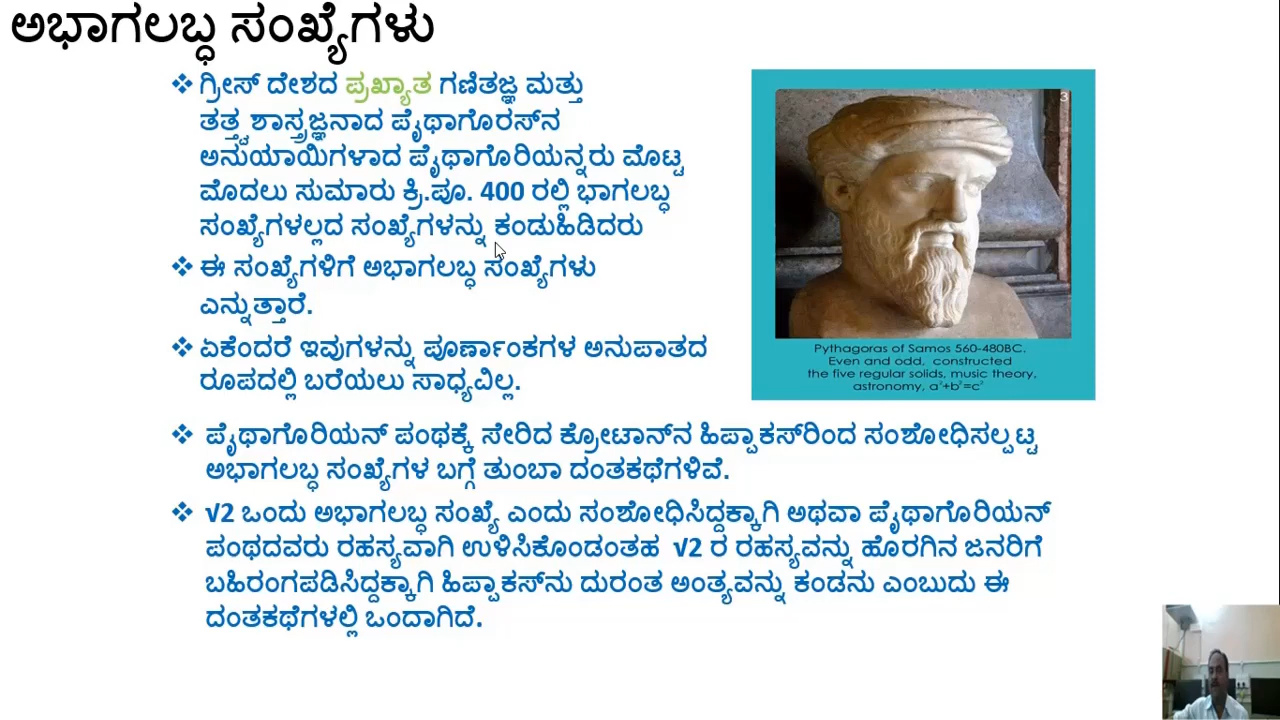 ಅಭಾಗಲಬ್ಧ ಸಂಖ್ಯೆಗಳು
❖ ಗ್ರೀಸ್ ದೇಶದ ಪ್ರಖ್ಯಾತ ಗಣಿತಜ್ಞ ಮತ್ತು
ತತ್ತ್ವಶಾಸ್ತ್ರಜ್ಞನಾದ ಪೈಥಾಗೊರಸ್‌ನ
ಅನುಯಾಯಿಗಳಾದ ಪೈಥಾಗೊರಿಯನ್ನರು ಮೊಟ್ಟ
ಮೊದಲು ಸುಮಾರು ಕ್ರಿ.ಪೂ. 400 ರಲ್ಲಿ ಭಾಗಲಬ್ಧ
ಸಂಖ್ಯೆಗಳಲ್ಲದ ಸಂಖ್ಯೆಗಳನ್ನು ಕಂಡುಹಿಡಿದರು
❖ ಈ ಸಂಖ್ಯೆಗಳಿಗೆ ಅಭಾಗಲಬ್ಧ ಸಂಖ್ಯೆಗಳು
ಎನ್ನುತ್ತಾರೆ.
❖ ಏಕೆಂದರೆ ಇವುಗಳನ್ನು ಪೂರ್ಣಾಂಕಗಳ ಅನುಪಾತದ
ರೂಪದಲ್ಲಿ ಬರೆಯಲು ಸಾಧ್ಯವಿಲ್ಲ.
3
Pythagoras of Samos 560-480BC.
Even and odd, constructed
the five regular solids, music theory,
astronomy, a²+b²=c²
❖ ಪೈಥಾಗೊರಿಯನ್ ಪಂಥಕ್ಕೆ ಸೇರಿದ ಕ್ರೋಟಾನ್‌ನ ಹಿಪ್ಪಾಕಸ್‌ರಿಂದ ಸಂಶೋಧಿಸಲ್ಪಟ್ಟ
ಅಭಾಗಲಬ್ಧ ಸಂಖ್ಯೆಗಳ ಬಗ್ಗೆ ತುಂಬಾ ದಂತಕಥೆಗಳಿವೆ.
❖ √2 ಒಂದು ಅಭಾಗಲಬ್ಧ ಸಂಖ್ಯೆ ಎಂದು ಸಂಶೋಧಿಸಿದ್ದಕ್ಕಾಗಿ ಅಥವಾ ಪೈಥಾಗೊರಿಯನ್
ಪಂಥದವರು ರಹಸ್ಯವಾಗಿ ಉಳಿಸಿಕೊಂಡಂತಹ √2 ರ ರಹಸ್ಯವನ್ನು ಹೊರಗಿನ ಜನರಿಗೆ
ಬಹಿರಂಗಪಡಿಸಿದ್ದಕ್ಕಾಗಿ ಹಿಪ್ಪಾಕಸ್‌ನು ದುರಂತ ಅಂತ್ಯವನ್ನು ಕಂಡನು ಎಂಬುದು ಈ
ದಂತಕಥೆಗಳಲ್ಲಿ ಒಂದಾಗಿದೆ.